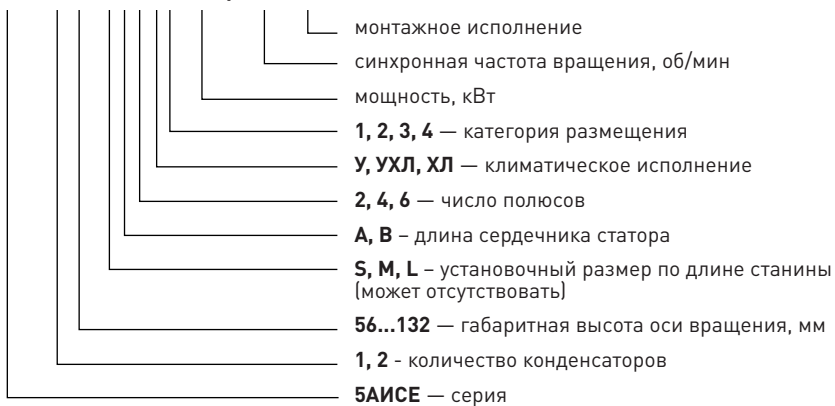 монтажное исполнение
синхронная частота вращения, об/мин
мощность, кВт
1, 2, 3, 4 — категория размещения
У, УХЛ, ХЛ — климатическое исполнение
2, 4, 6 — число полюсов
А, В – длина сердечника статора
S, M, L – установочный размер по длине станины
(может отсутствовать)
56...132 — габаритная высота оси вращения, мм
1, 2 - количество конденсаторов
5АИСЕ — серия